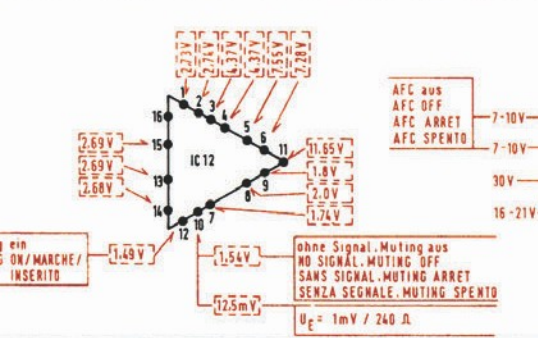 2.73V
2.74V
4.37V
4.37V
7.55V
7.28V
1
2
3
4
5
6
11
16
15
13
14
12
10
7
8
9
IC 12
2.69V
2.69V
2.68V
11.65V
1.8V
2.0V
1.74V
AFC aus
AFC OFF
AFC ARRET
AFC SPENTO
7-10V
7-10V
30V
16-21V
ein
ON/MARCHE/
INSERITO
1.49V
1.54V
12.5mV
ohne Signal.Muting aus
NO SIGNAL.MUTING OFF
SANS SIGNAL.MUTING ARRET
SENZA SEGNALE.MUTING SPENTO
UE = 1mV / 240 Ω